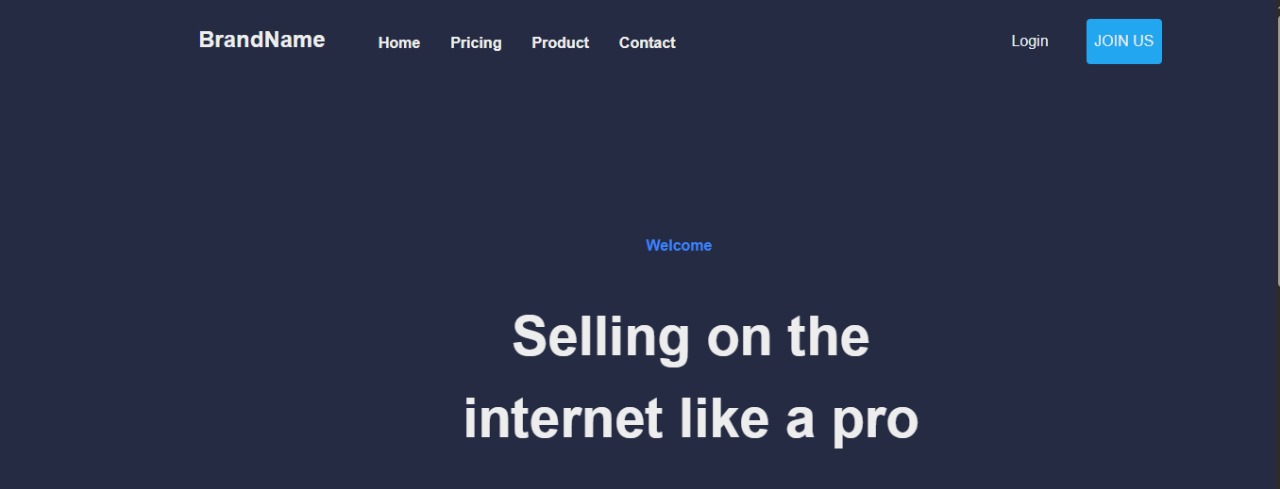 BrandName Home Pricing Product Contact Login JOIN US
Welcome
Selling on the
internet like a pro